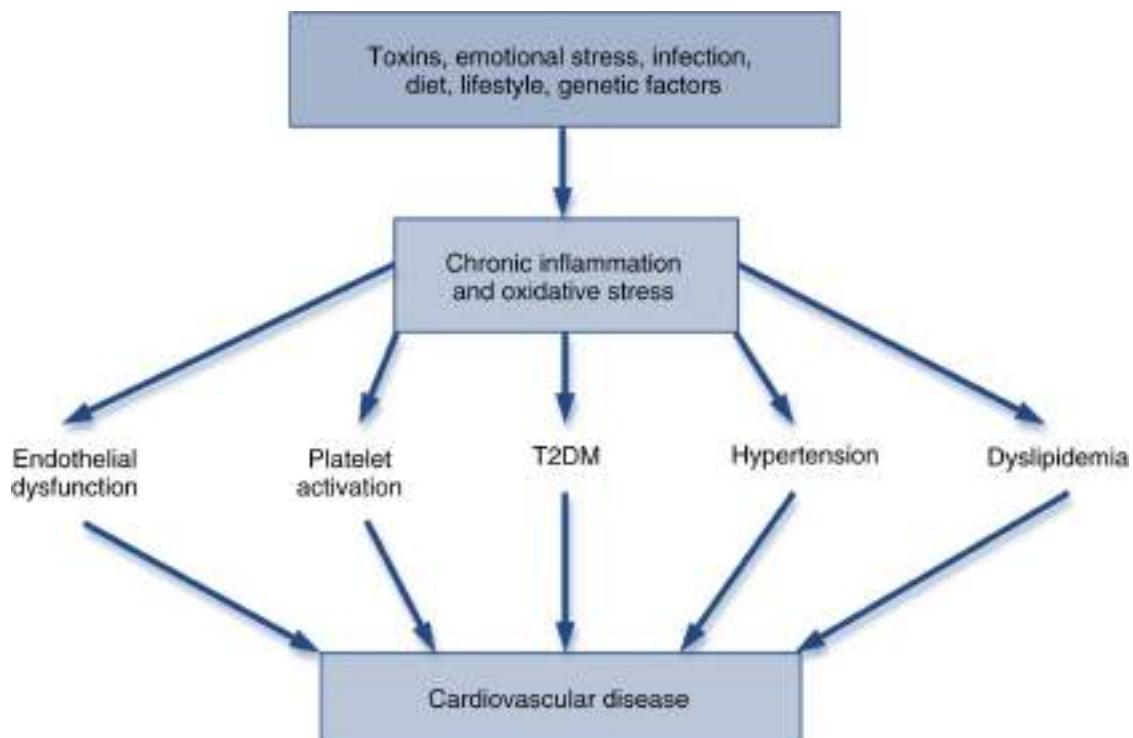 Toxins, emotional stress, infection,
diet, lifestyle, genetic factors
Chronic inflammation
and oxidative stress
Endothelial
dysfunction
Platelet
activation
T2DM
Hypertension
Dyslipidemia
Cardiovascular disease